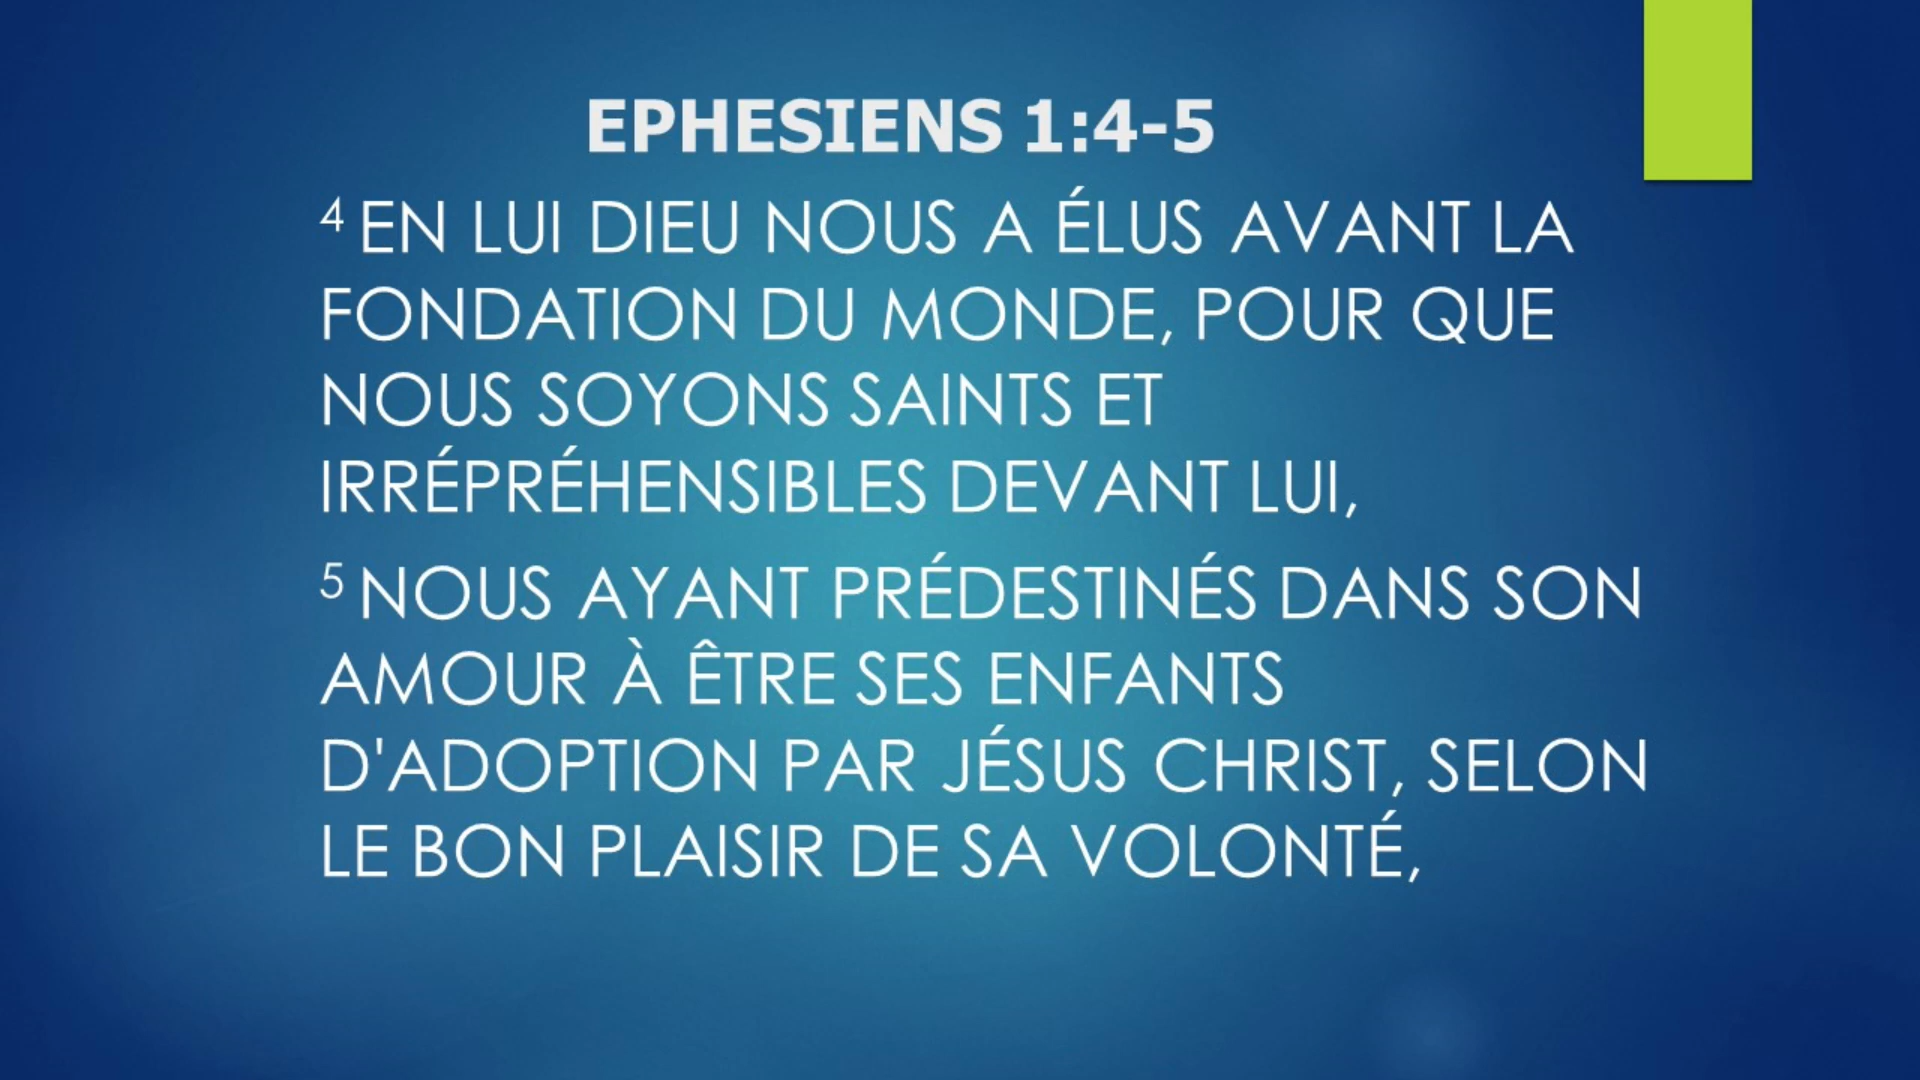 EPHESIENS 1:4-5
4 EN LUI DIEU NOUS A ÉLUS AVANT LA
FONDATION DU MONDE, POUR QUE
NOUS SOYONS SAINTS ET
IRRÉPRÉHENSIBLES DEVANT LUI,
5 NOUS AYANT PRÉDESTINÉS DANS SON
AMOUR À ÊTRE SES ENFANTS
D'ADOPTION PAR JÉSUS CHRIST, SELON
LE BON PLAISIR DE SA VOLONTÉ,